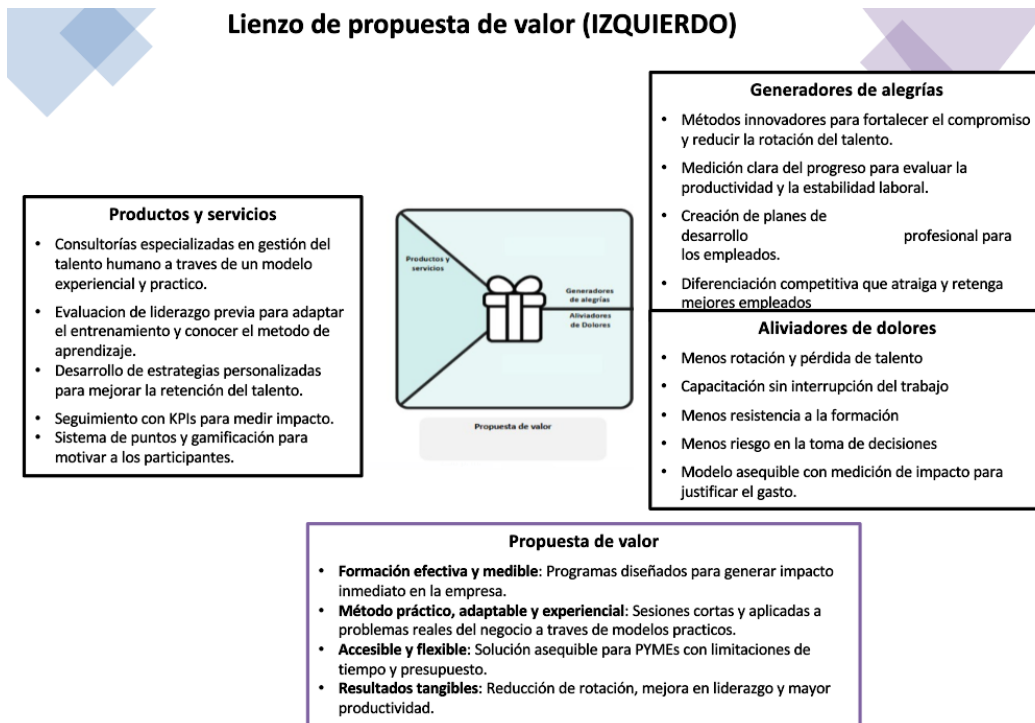 Lienzo de propuesta de valor (IZQUIERDO)
Productos y servicios
• Consultorías especializadas en gestión del
talento humano a traves de un modelo
experiencial y practico.
• Evaluacion de liderazgo previa para adaptar
el entrenamiento y conocer el metodo de
aprendizaje.
• Desarrollo de estrategias personalizadas
para mejorar la retención del talento.
• Seguimiento con KPIs para medir impacto.
• Sistema de puntos y gamificación para
motivar a los participantes.
Productos y
servicios
Generadores
de alegrías
Aliviadores
de Dolores
Propuesta de valor
Generadores de alegrías
• Métodos innovadores para fortalecer el compromiso
y reducir la rotación del talento.
• Medición clara del progreso para evaluar la
productividad y la estabilidad laboral.
• Creación de planes de
desarrollo profesional para
los empleados.
• Diferenciación competitiva que atraiga y retenga
mejores empleados
Aliviadores de dolores
• Menos rotación y pérdida de talento
• Capacitación sin interrupción del trabajo
• Menos resistencia a la formación
• Menos riesgo en la toma de decisiones
• Modelo asequible con medición de impacto para
justificar el gasto.
Propuesta de valor
• Formación efectiva y medible: Programas diseñados para generar impacto
inmediato en la empresa.
• Método práctico, adaptable y experiencial: Sesiones cortas y aplicadas a
problemas reales del negocio a traves de modelos practicos.
• Accesible y flexible: Solución asequible para PYMEs con limitaciones de
tiempo y presupuesto.
• Resultados tangibles: Reducción de rotación, mejora en liderazgo y mayor
productividad.